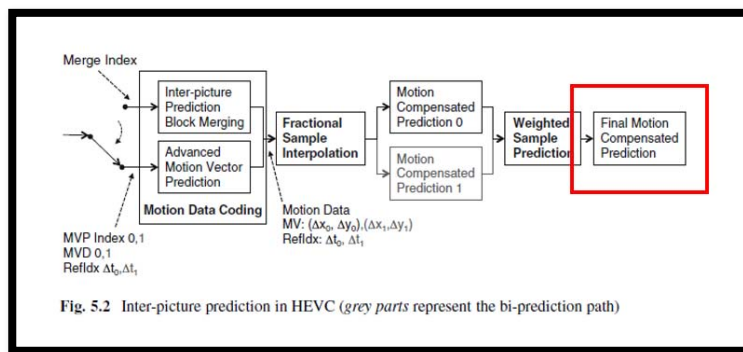 Merge Index
Inter-picture
Prediction
Block Merging
Advanced
Motion Vector
Prediction
Motion Data Coding
MVP Index 0,1
MVD 0,1
RefIdx Δt₀,Δt₁
Motion Data
MV: (Δx₀, Δy₀),(Δx₁,Δy₁)
RefIdx: Δt₀, Δt₁
Fractional
Sample
Interpolation
Motion
Compensated
Prediction 0
Motion
Compensated
Prediction 1
Weighted
Sample
Prediction
Final Motion
Compensated
Prediction
Fig. 5.2 Inter-picture prediction in HEVC (grey parts represent the bi-prediction path)